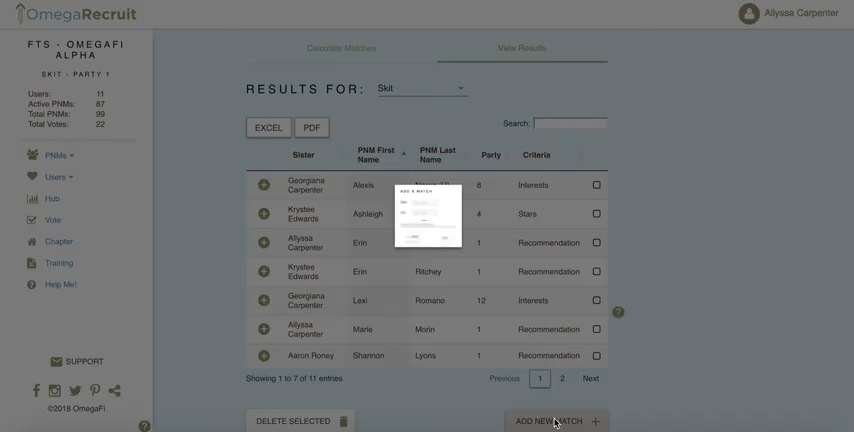 OmegaRecruit
Allyssa Carpenter
FTS - OMEGAFI
ALPHA
SKIT - PARTY 1
Users: 11
Active PNMs: 87
Total PNMs: 99
Total Votes: 22
PNMs
Users
Hub
Vote
Chapter
Training
Help Me!
SUPPORT
©2018 OmegaFi
Calculate Matches View Results
RESULTS FOR: Skit
EXCEL PDF Search:
Sister PNM First Name PNM Last Name Party Criteria
Georgiana Carpenter Alexis 8 Interests
Krystee Edwards Ashleigh 4 Stars
Allyssa Carpenter Erin 1 Recommendation
Krystee Edwards Erin Ritchey 1 Recommendation
Georgiana Carpenter Lexi Romano 12 Interests
Allyssa Carpenter Marie Morin 1 Recommendation
Aaron Roney Shannon Lyons 1 Recommendation
ADD A MATCH
Showing 1 to 7 of 11 entries Previous 1 2 Next
DELETE SELECTED ADD NEW MATCH